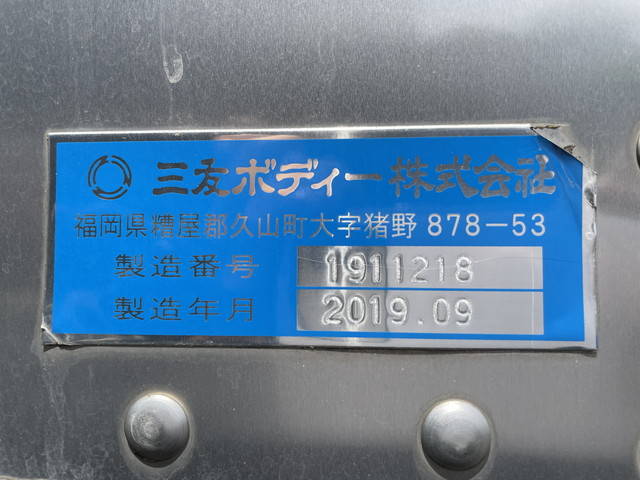 三友ボディー株式会社
福岡県糟屋郡久山町大字猪野 878-53
製造番号 1911218
製造年月 2019.09